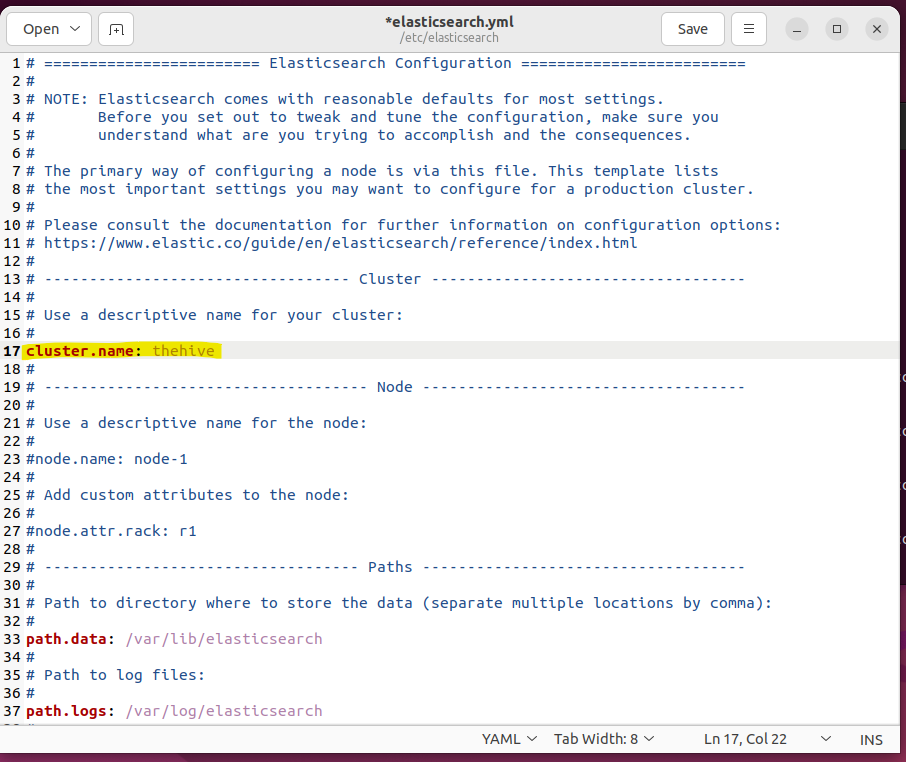 Open
*elasticsearch.yml
/etc/elasticsearch
Save
1 # ======================== Elasticsearch Configuration =========================
2 #
3 # NOTE: Elasticsearch comes with reasonable defaults for most settings.
4 #       Before you set out to tweak and tune the configuration, make sure you
5 #       understand what are you trying to accomplish and the consequences.
6 #
7 # The primary way of configuring a node is via this file. This template lists
8 # the most important settings you may want to configure for a production cluster.
9 #
10 # Please consult the documentation for further information on configuration options:
11 # https://www.elastic.co/guide/en/elasticsearch/reference/index.html
12 #
13 # ---------------------------------- Cluster -----------------------------------
14 #
15 # Use a descriptive name for your cluster:
16 #
17 cluster.name: thehive
18 #
19 # ------------------------------------ Node ------------------------------------
20 #
21 # Use a descriptive name for the node:
22 #
23 #node.name: node-1
24 #
25 # Add custom attributes to the node:
26 #
27 #node.attr.rack: r1
28 #
29 # ----------------------------------- Paths ------------------------------------
30 #
31 # Path to directory where to store the data (separate multiple locations by comma):
32 #
33 path.data: /var/lib/elasticsearch
34 #
35 # Path to log files:
36 #
37 path.logs: /var/log/elasticsearch
YAML Tab Width: 8 Ln 17, Col 22 INS